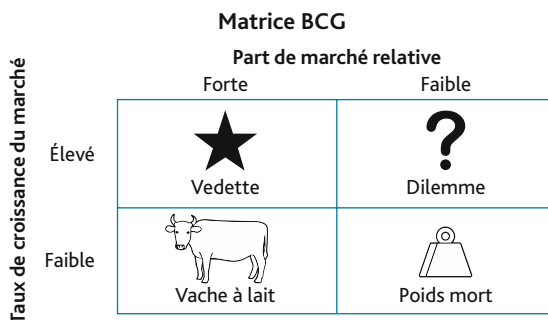 Matrice BCG
Part de marché relative
Forte Faible
Taux de croissance du marché
Élevé
Vedette Dilemme
Faible
Vache à lait Poids mort